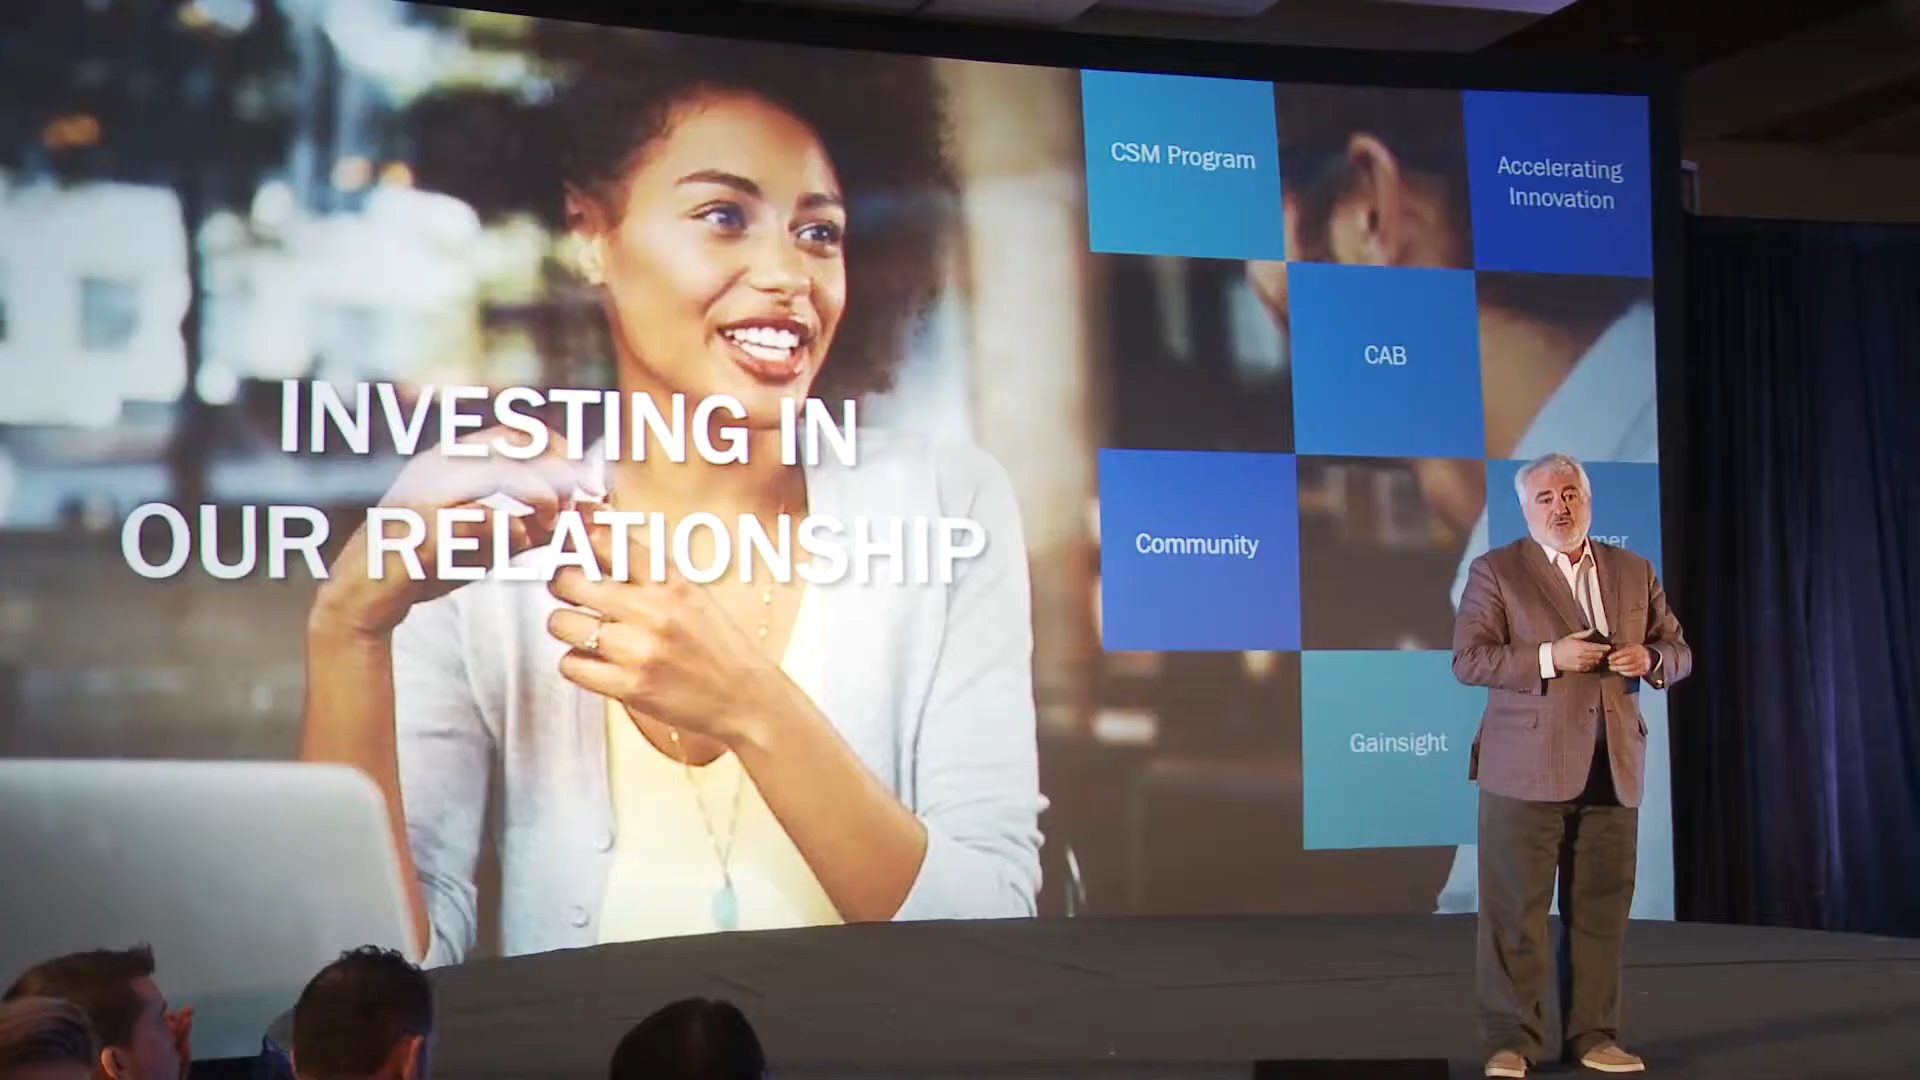 INVESTING IN
OUR RELATIONSHIP
CSM Program
Accelerating
Innovation
CAB
Community
Gainsight